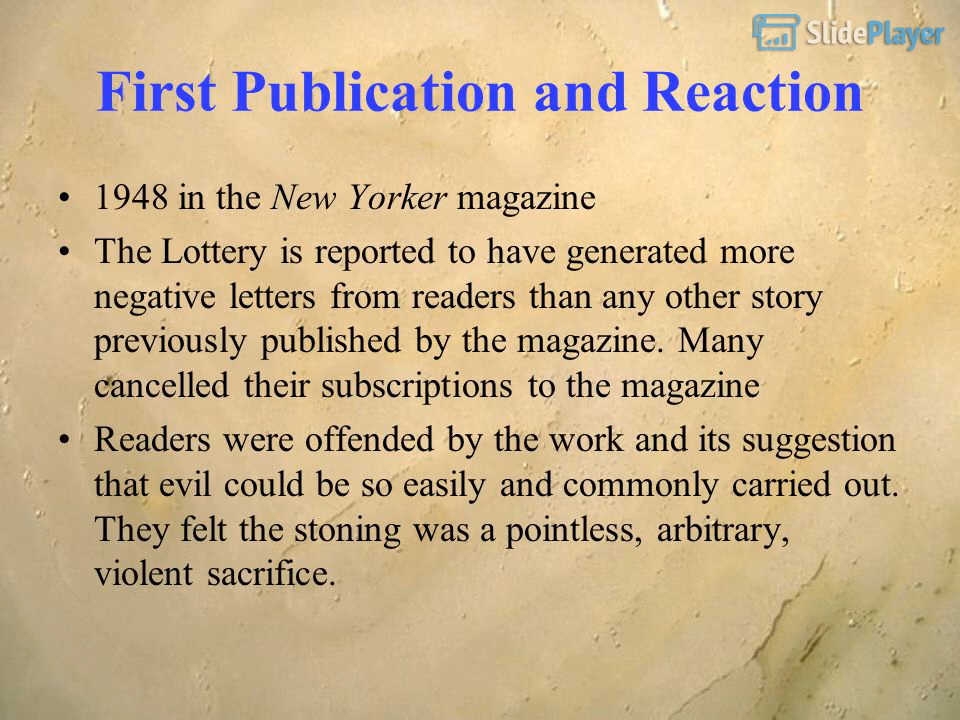 SlidePlayer
First Publication and Reaction
• 1948 in the New Yorker magazine
• The Lottery is reported to have generated more
negative letters from readers than any other story
previously published by the magazine. Many
cancelled their subscriptions to the magazine
• Readers were offended by the work and its suggestion
that evil could be so easily and commonly carried out.
They felt the stoning was a pointless, arbitrary,
violent sacrifice.